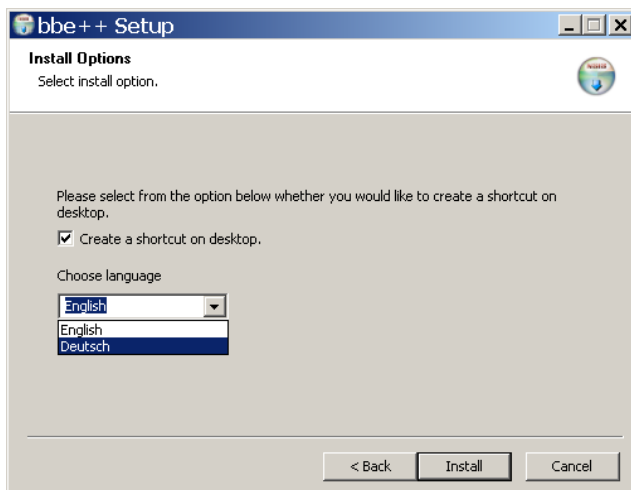 bbe++ Setup
Install Options
Select install option.
Please select from the option below whether you would like to create a shortcut on
desktop.
Create a shortcut on desktop.
Choose language
English
English
Deutsch
< Back Install Cancel